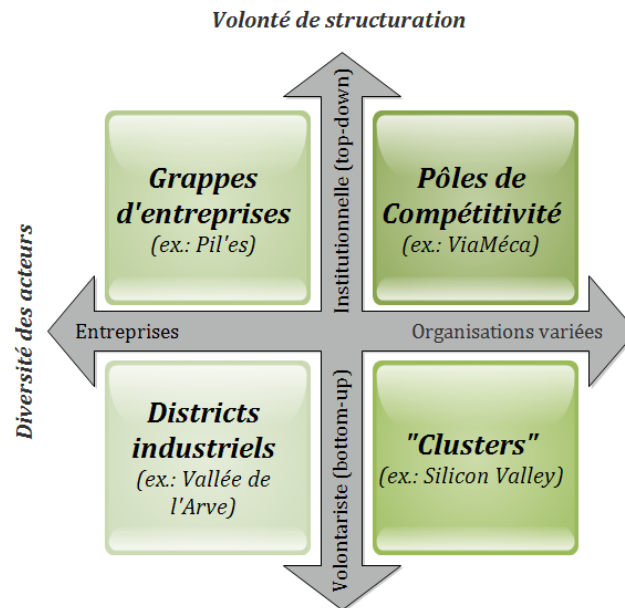 Volonté de structuration
Institutionnelle (top-down)
Grappes
d'entreprises
(ex.: Pil'es)
Pôles de
Compétitivité
(ex.: ViaMéca)
Diversité des acteurs
Entreprises
Organisations variées
Districts
industriels
(ex.: Vallée de
l'Arve)
"Clusters"
(ex.: Silicon Valley)
Volontariste (bottom-up)